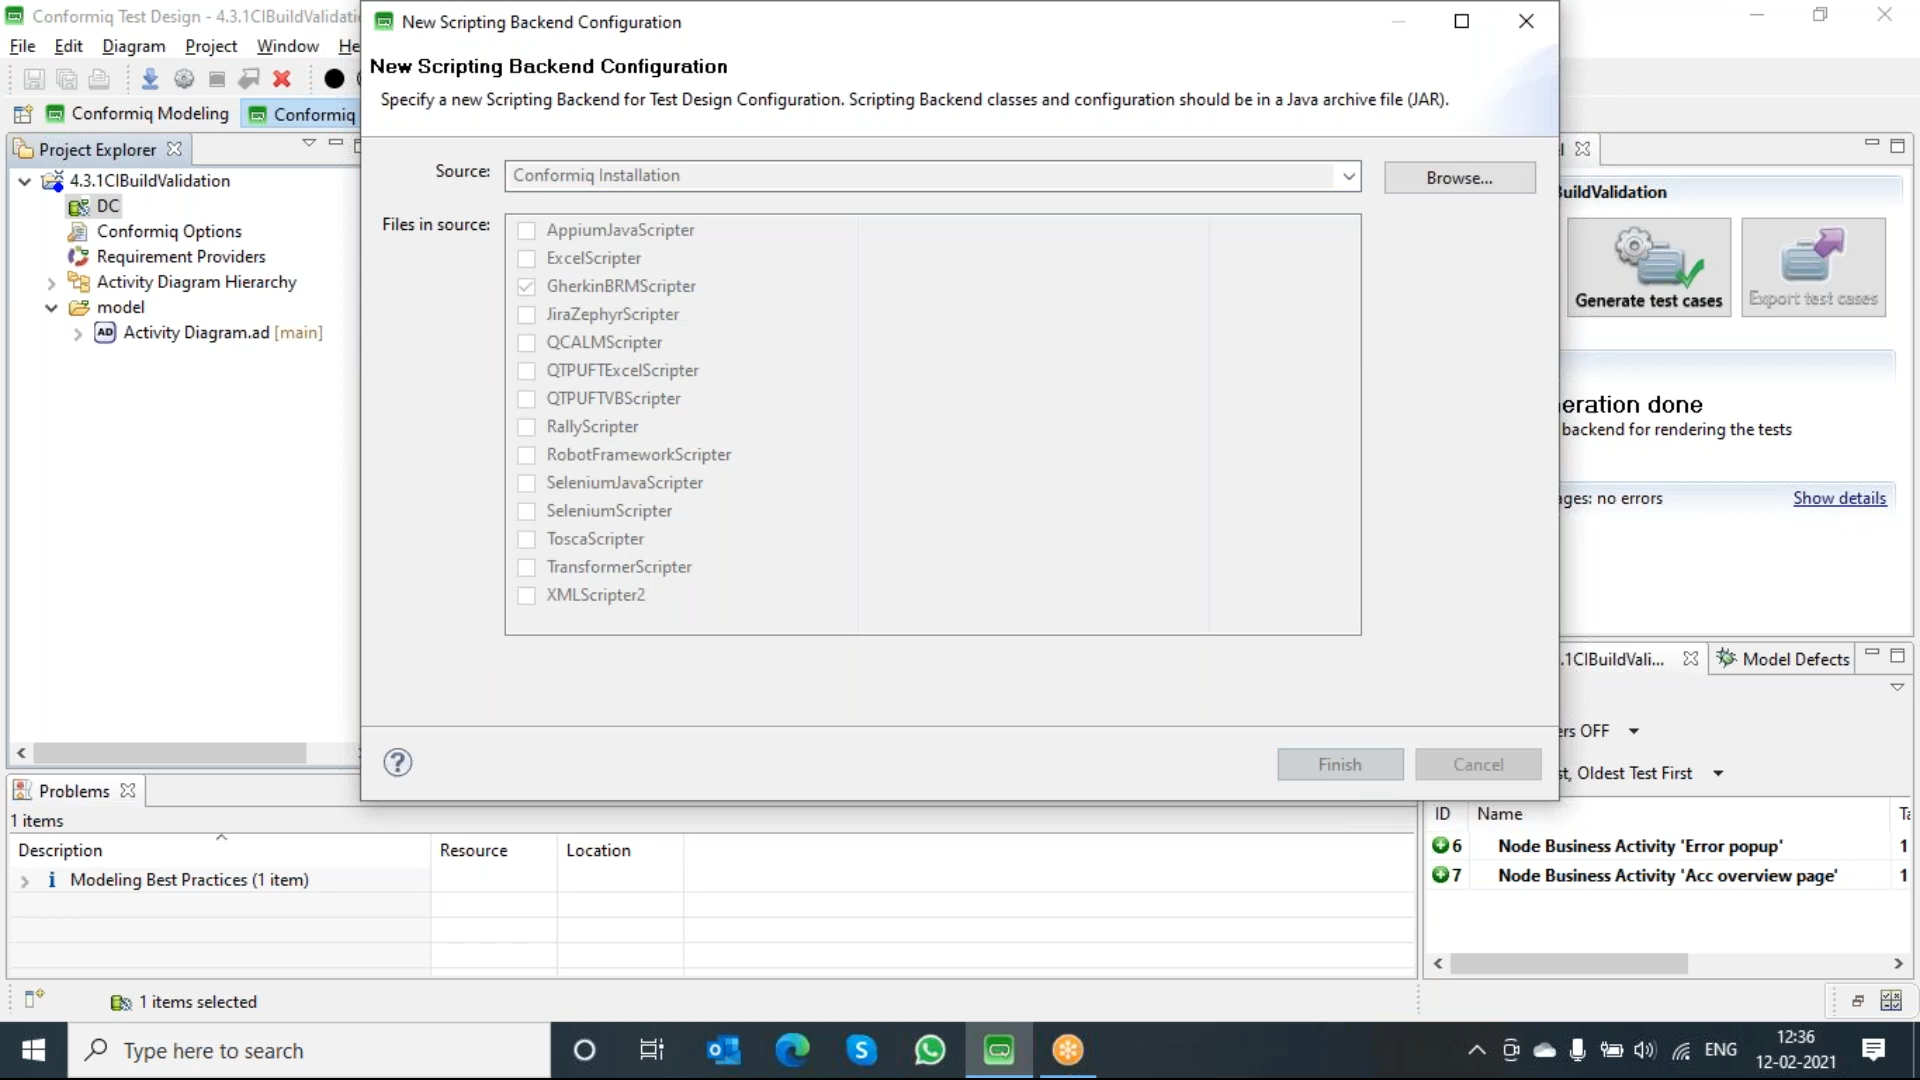 Conformiq Test Design - 4.3.1CIBuildValidati
File Edit Diagram Project Window He
Conformiq Modeling Conformiq
Project Explorer
4.3.1CIBuildValidation
DC
Conformiq Options
Requirement Providers
Activity Diagram Hierarchy
model
AD Activity Diagram.ad [main]
New Scripting Backend Configuration
New Scripting Backend Configuration
Specify a new Scripting Backend for Test Design Configuration. Scripting Backend classes and configuration should be in a Java archive file (JAR).
Source: Conformiq Installation Browse...
Files in source:
AppiumJavaScripter
ExcelScripter
GherkinBRMScripter
JiraZephyrScripter
QCALMScripter
QTPUFTExcelScripter
QTPUFTVBScripter
RallyScripter
RobotFrameworkScripter
SeleniumJavaScripter
SeleniumScripter
ToscaScripter
TransformerScripter
XMLScripter2
Finish Cancel
uildValidation
Generate test cases Export test cases
eration done
backend for rendering the tests
ges: no errors Show details
.1CIBuildVali... Model Defects
ers OFF
st, Oldest Test First
ID Name Ta
6 Node Business Activity 'Error popup' 1
7 Node Business Activity 'Acc overview page' 1
Problems
1 items
Description Resource Location
Modeling Best Practices (1 item)
1 items selected
Type here to search
ENG
12:36
12-02-2021